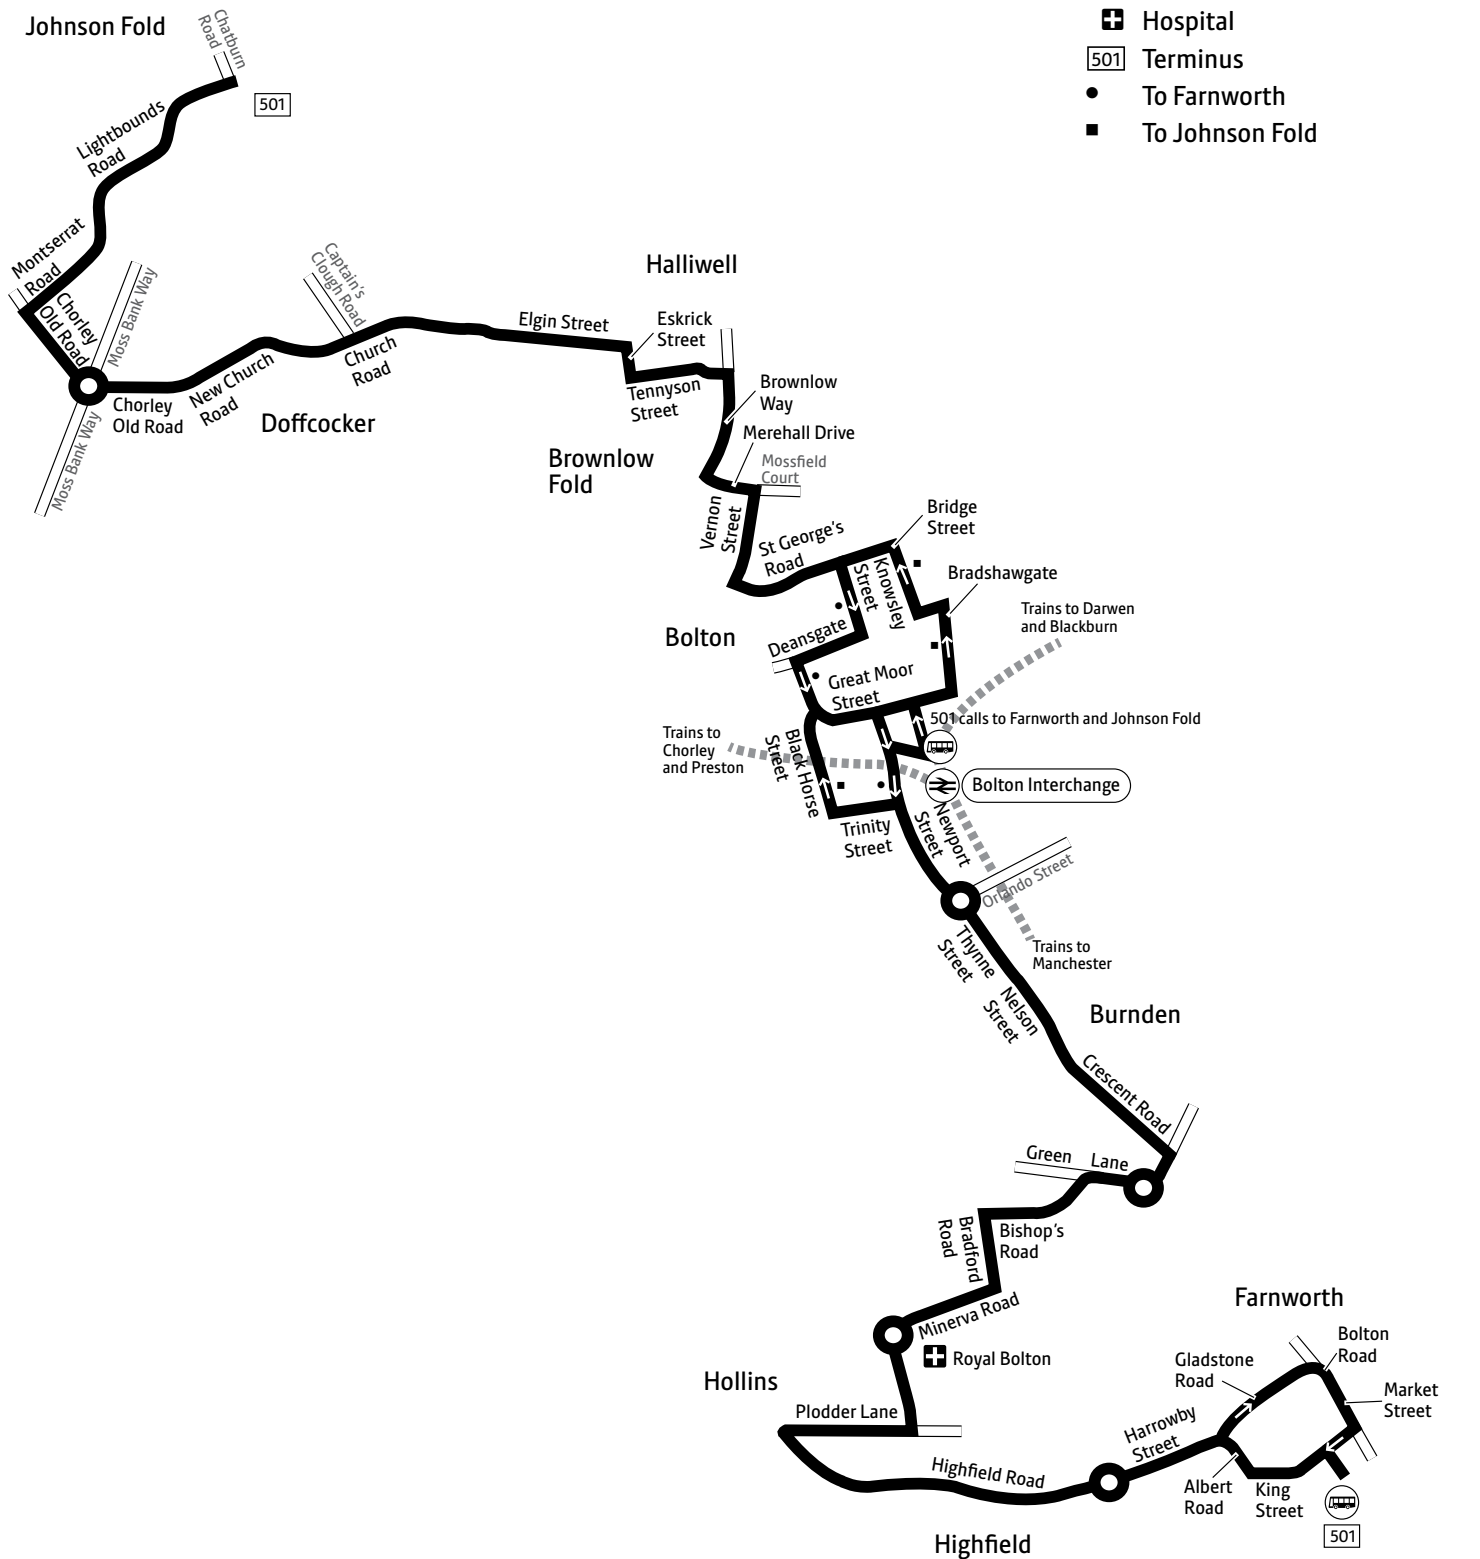 Johnson Fold
Chatburn
Road
501
Hospital
501
Terminus
To Farnworth
To Johnson Fold
Lightbounds
Road
Montserrat
Road
Chorley
Old Road
Moss Bank Way
Moss Bank Way
Chorley
Old Road
New Church
Road
Captain's
Clough Road
Church
Road
Doffcocker
Elgin Street
Halliwell
Eskrick
Street
Tennyson
Street
Brownlow
Way
Merehall Drive
Mossfield
Court
Brownlow
Fold
Vernon
Street
St George's
Road
Bridge
Street
Knowsley
Street
Bradshawgate
Trains to Darwen
and Blackburn
Bolton
Deansgate
Great Moor
Street
501 calls to Farnworth and Johnson Fold
Trains to
Chorley
and Preston
Black Horse
Street
Bolton Interchange
Trinity
Street
Newport
Street
Orlando Street
Trains to
Manchester
Thynne
Street
Nelson
Street
Burnden
Crescent Road
Green Lane
Bishop's
Road
Bradford
Road
Minerva Road
Royal Bolton
Hollins
Plodder Lane
Highfield Road
Highfield
Harrowby
Street
Farnworth
Gladstone
Road
Bolton
Road
Market
Street
Albert
Road
King
Street
501